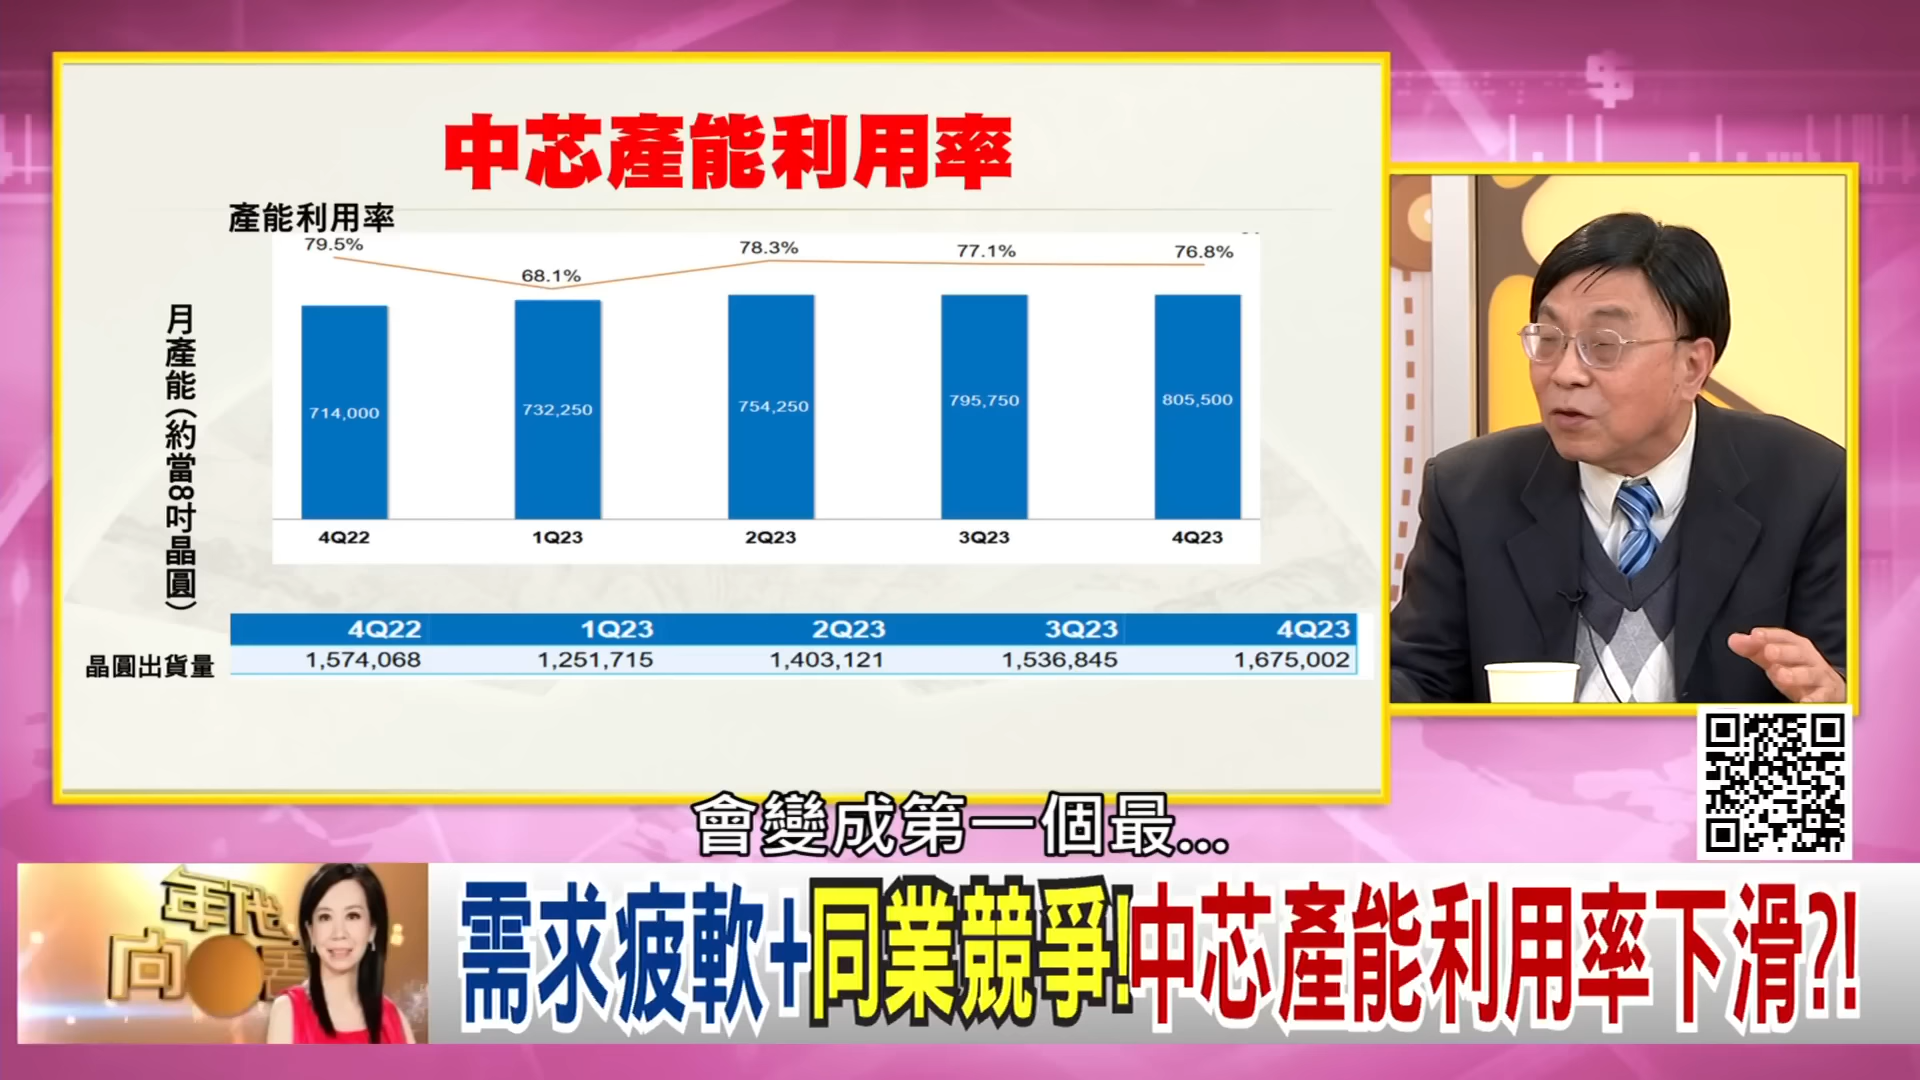 中芯產能利用率
產能利用率
79.5%
68.1%
78.3%
77.1%
76.8%
月產能(約當8吋晶圓)
714,000
732,250
754,250
795,750
805,500
4Q22
1Q23
2Q23
3Q23
4Q23
4Q22 1Q23 2Q23 3Q23 4Q23
晶圓出貨量 1,574,068 1,251,715 1,403,121 1,536,845 1,675,002
會變成第一個最...
年代
向
需求疲軟+同業競爭!中芯產能利用率下滑?!